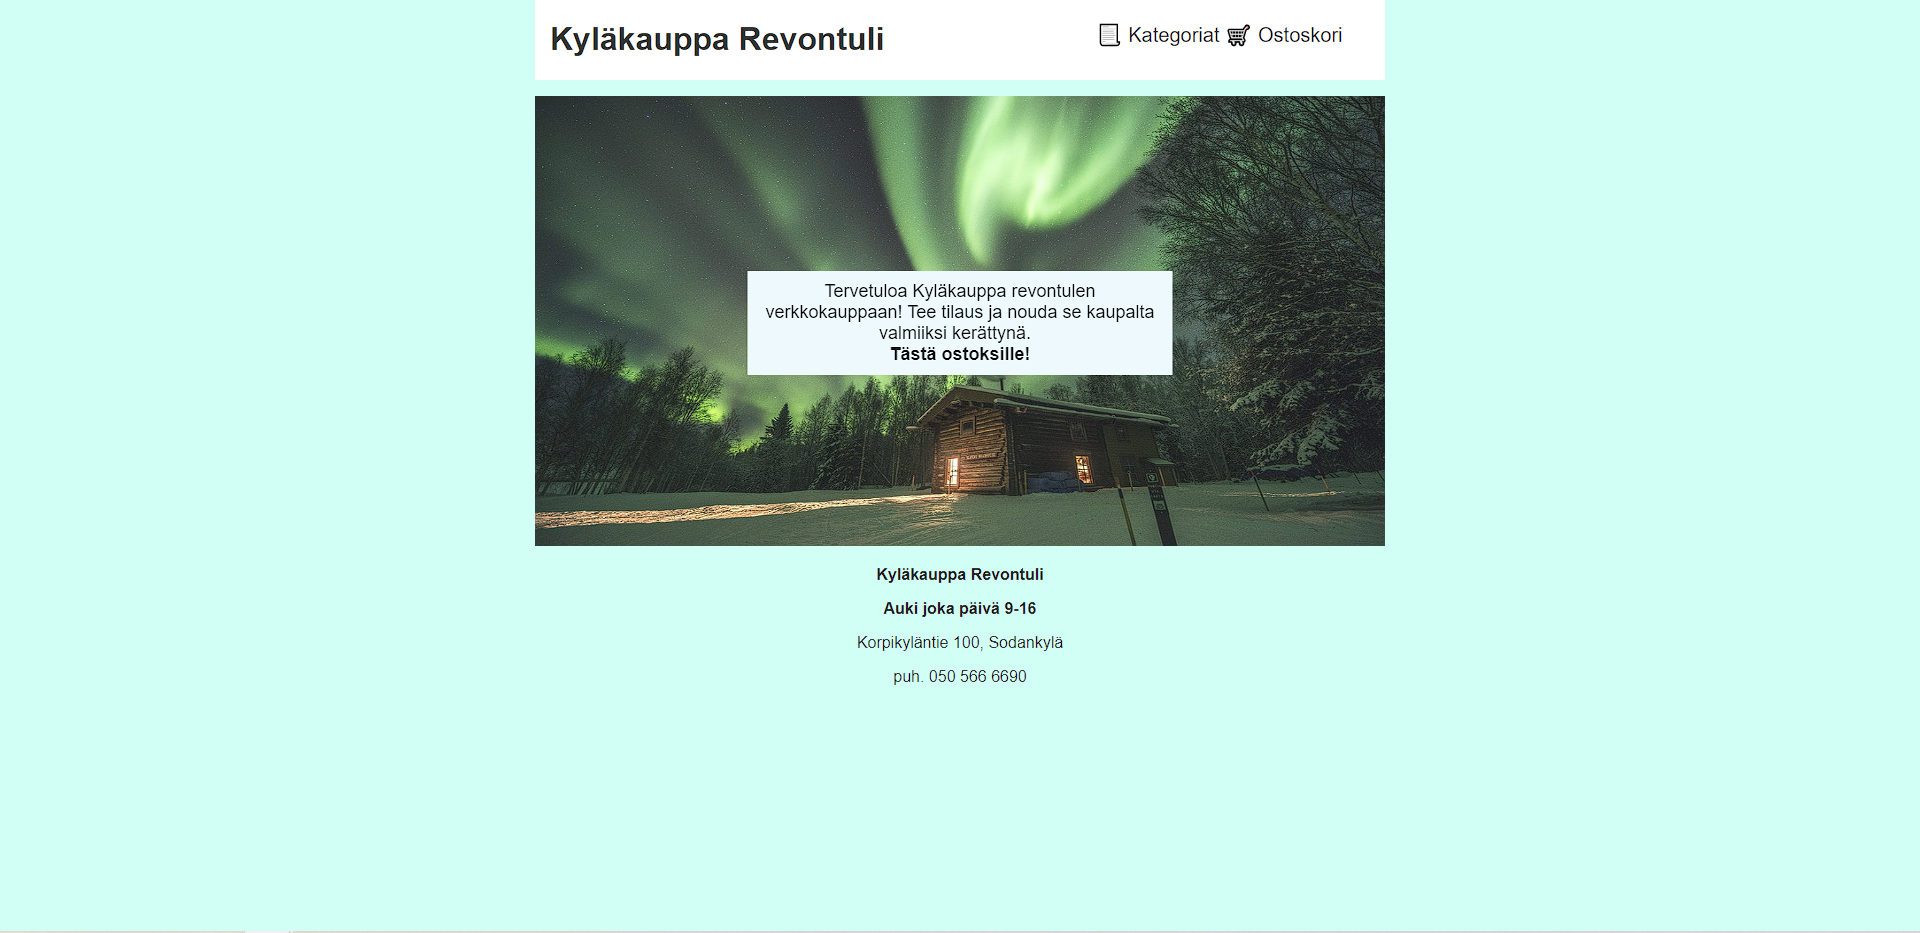 Kyläkauppa Revontuli
Kategoriat Ostoskori
Tervetuloa Kyläkauppa revontulen
verkkokauppaan! Tee tilaus ja nouda se kaupalta
valmiiksi kerättynä.
Tästä ostoksille!
Kyläkauppa Revontuli
Auki joka päivä 9-16
Korpikyläntie 100, Sodankylä
puh. 050 566 6690